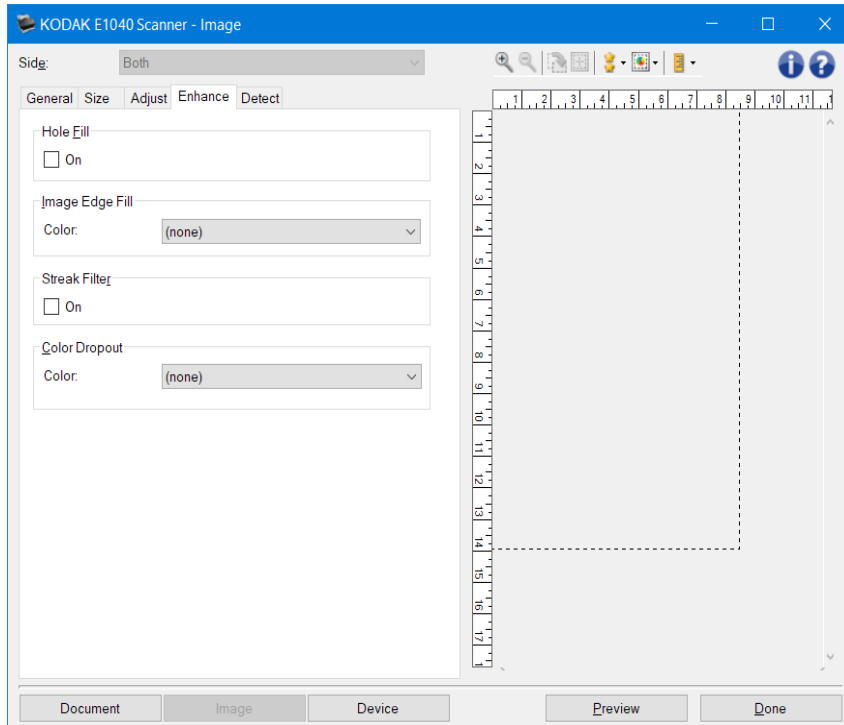 KODAK E1040 Scanner - Image
Side: Both
General Size Adjust Enhance Detect
Hole Fill
On
Image Edge Fill
Color: (none)
Streak Filter
On
Color Dropout
Color: (none)
1 2 3 4 5 6 7 8 9 10 11 1
1
2
3
4
5
6
7
8
9
10
11
12
13
14
15
16
17
1
Document Image Device Preview Done